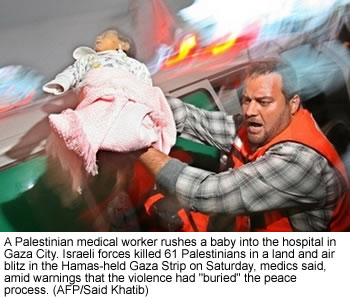 A Palestinian medical worker rushes a baby into the hospital in
Gaza City. Israeli forces killed 61 Palestinians in a land and air
blitz in the Hamas-held Gaza Strip on Saturday, medics said,
amid warnings that the violence had "buried" the peace
process. (AFP/Said Khatib)